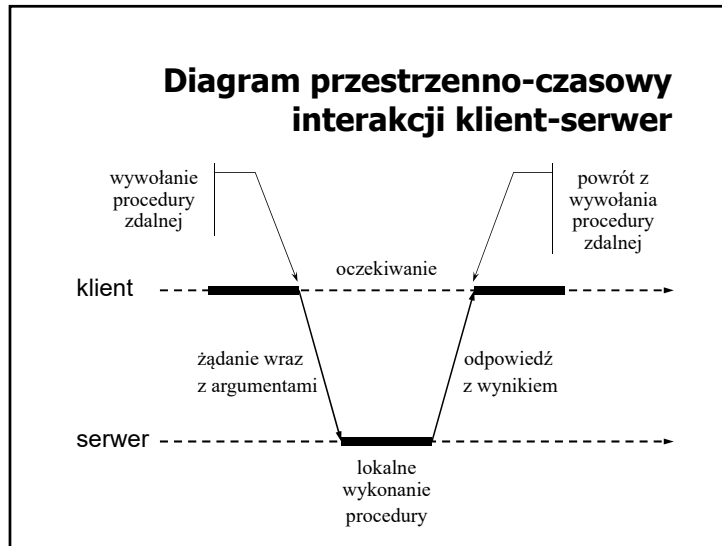 Diagram przestrzenno-czasowy
interakcji klient-serwer
wywołanie
procedury
zdalnej
powrót z
wywołania
procedury
zdalnej
oczekiwanie
klient
żądanie wraz
z argumentami
odpowiedź
z wynikiem
serwer
lokalne
wykonanie
procedury